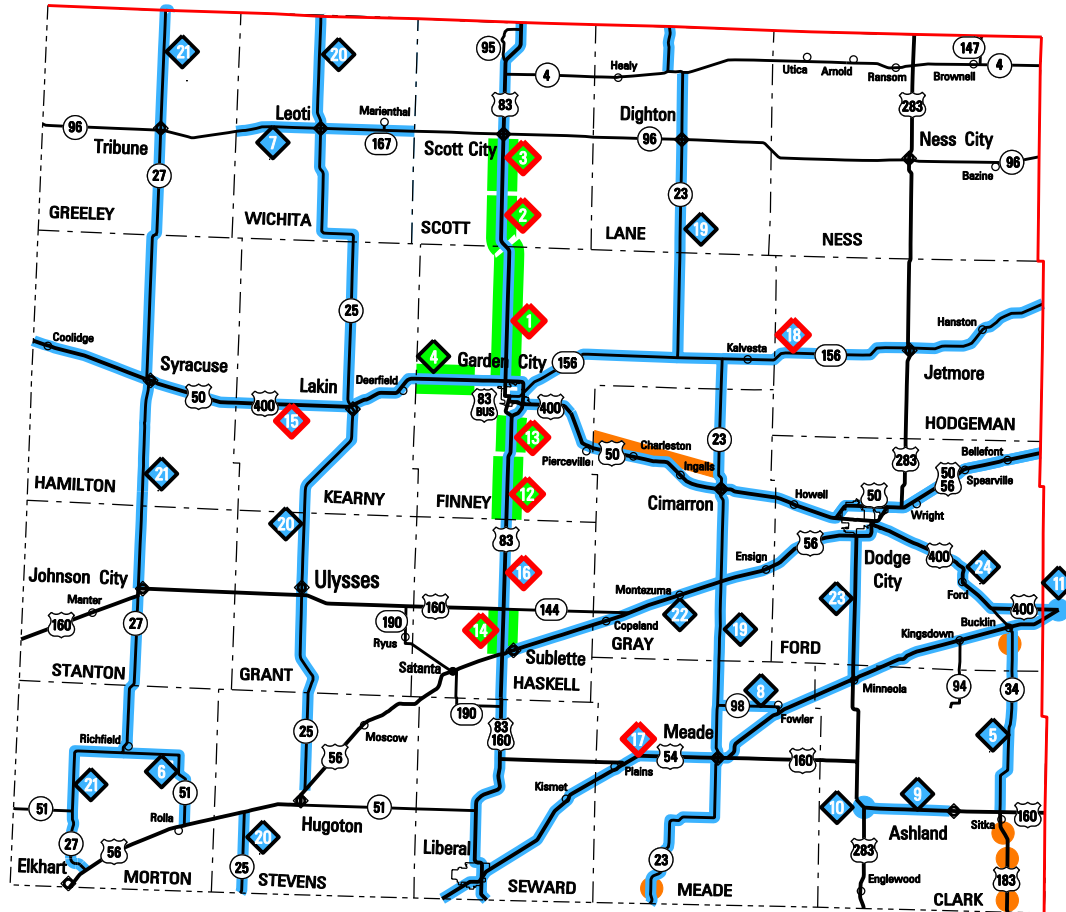 21
20
95
147
4
Healy
Utica
Arnold
Ransom
Brownell
4
83
283
Leoti
Marienthal
Dighton
96
Tribune
7
167
Scott City
3
96
Ness City
96
Bazine
27
23
GREELEY
WICHITA
SCOTT
2
LANE
19
NESS
25
1
Coolidge
Hanston
18
Syracuse
4
Garden City
156
Kalvesta
156
Lakin
Deerfield
Jetmore
50
400
15
83
BUS
400
13
23
HODGEMAN
50
Charleston
Pierceville
Ingalls
283
50
56
Bellefont
Spearville
21
HAMILTON
KEARNY
FINNEY
12
Cimarron
Howell
50
Wright
20
83
56
Dodge
City
400
Ensign
24
Johnson City
Ulysses
16
Montezuma
Ford
11
Manter
160
27
160
144
22
23
400
190
Ryus
14
Copeland
19
Bucklin
Kingsdown
STANTON
GRANT
Satanta
Sublette
HASKELL
GRAY
FORD
Minneola
94
34
190
8
98
Fowler
Richfield
25
Moscow
83
160
17
Meade
5
6
56
54
160
Plains
21
51
Kismet
51
Rolla
Hugoton
51
10
9
Ashland
Sitka
160
27
20
Liberal
Elkhart
56
25
23
283
183
MORTON
STEVENS
SEWARD
MEADE
Englewood
CLARK